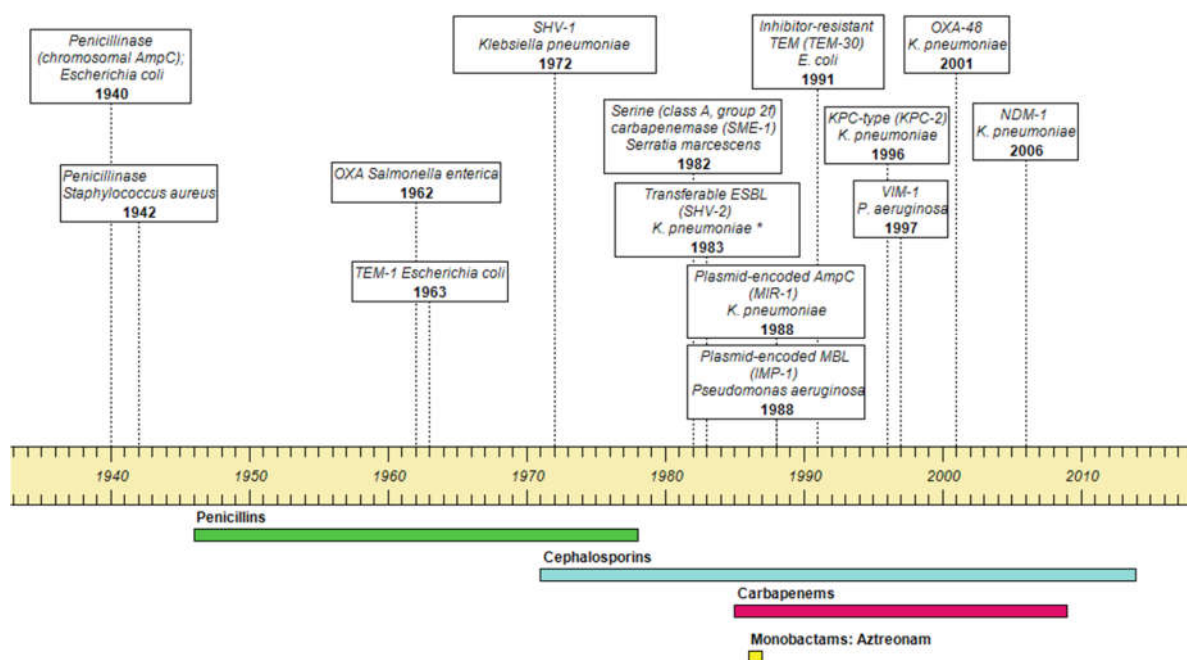 Penicillinase
(chromosomal AmpC);
Escherichia coli
1940
Penicillinase
Staphylococcus aureus
1942
OXA Salmonella enterica
1962
TEM-1 Escherichia coli
1963
SHV-1
Klebsiella pneumoniae
1972
Serine (class A, group 2f)
carbapenemase (SME-1)
Serratia marcescens
1982
Transferable ESBL
(SHV-2)
K. pneumoniae *
1983
Plasmid-encoded AmpC
(MIR-1)
K. pneumoniae
1988
Plasmid-encoded MBL
(IMP-1)
Pseudomonas aeruginosa
1988
Inhibitor-resistant
TEM (TEM-30)
E. coli
1991
KPC-type (KPC-2)
K. pneumoniae
1996
VIM-1
P. aeruginosa
1997
OXA-48
K. pneumoniae
2001
NDM-1
K. pneumoniae
2006
1940 1950 1960 1970 1980 1990 2000 2010
Penicillins
Cephalosporins
Carbapenems
Monobactams: Aztreonam